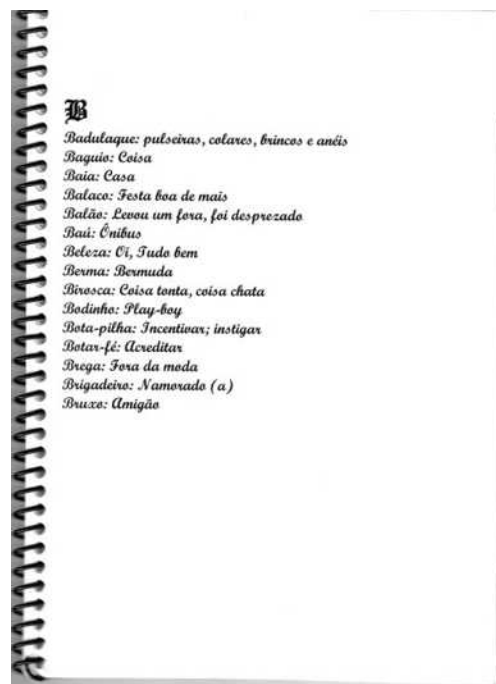 B
Badulaque: pulseiras, colares, brincos e anéis
Baguio: Coisa
Baia: Casa
Balaco: Festa boa de mais
Balão: Levou um fora, foi desprezado
Baú: Ônibus
Beleza: Oi, Tudo bem
Berma: Bermuda
Birosca: Coisa tonta, coisa chata
Bodinho: Play-boy
Bota-pilha: Incentivar; instigar
Botar-fé: Acreditar
Brega: Fora da moda
Brigadeiro: Namorado (a)
Bruxo: Amigão